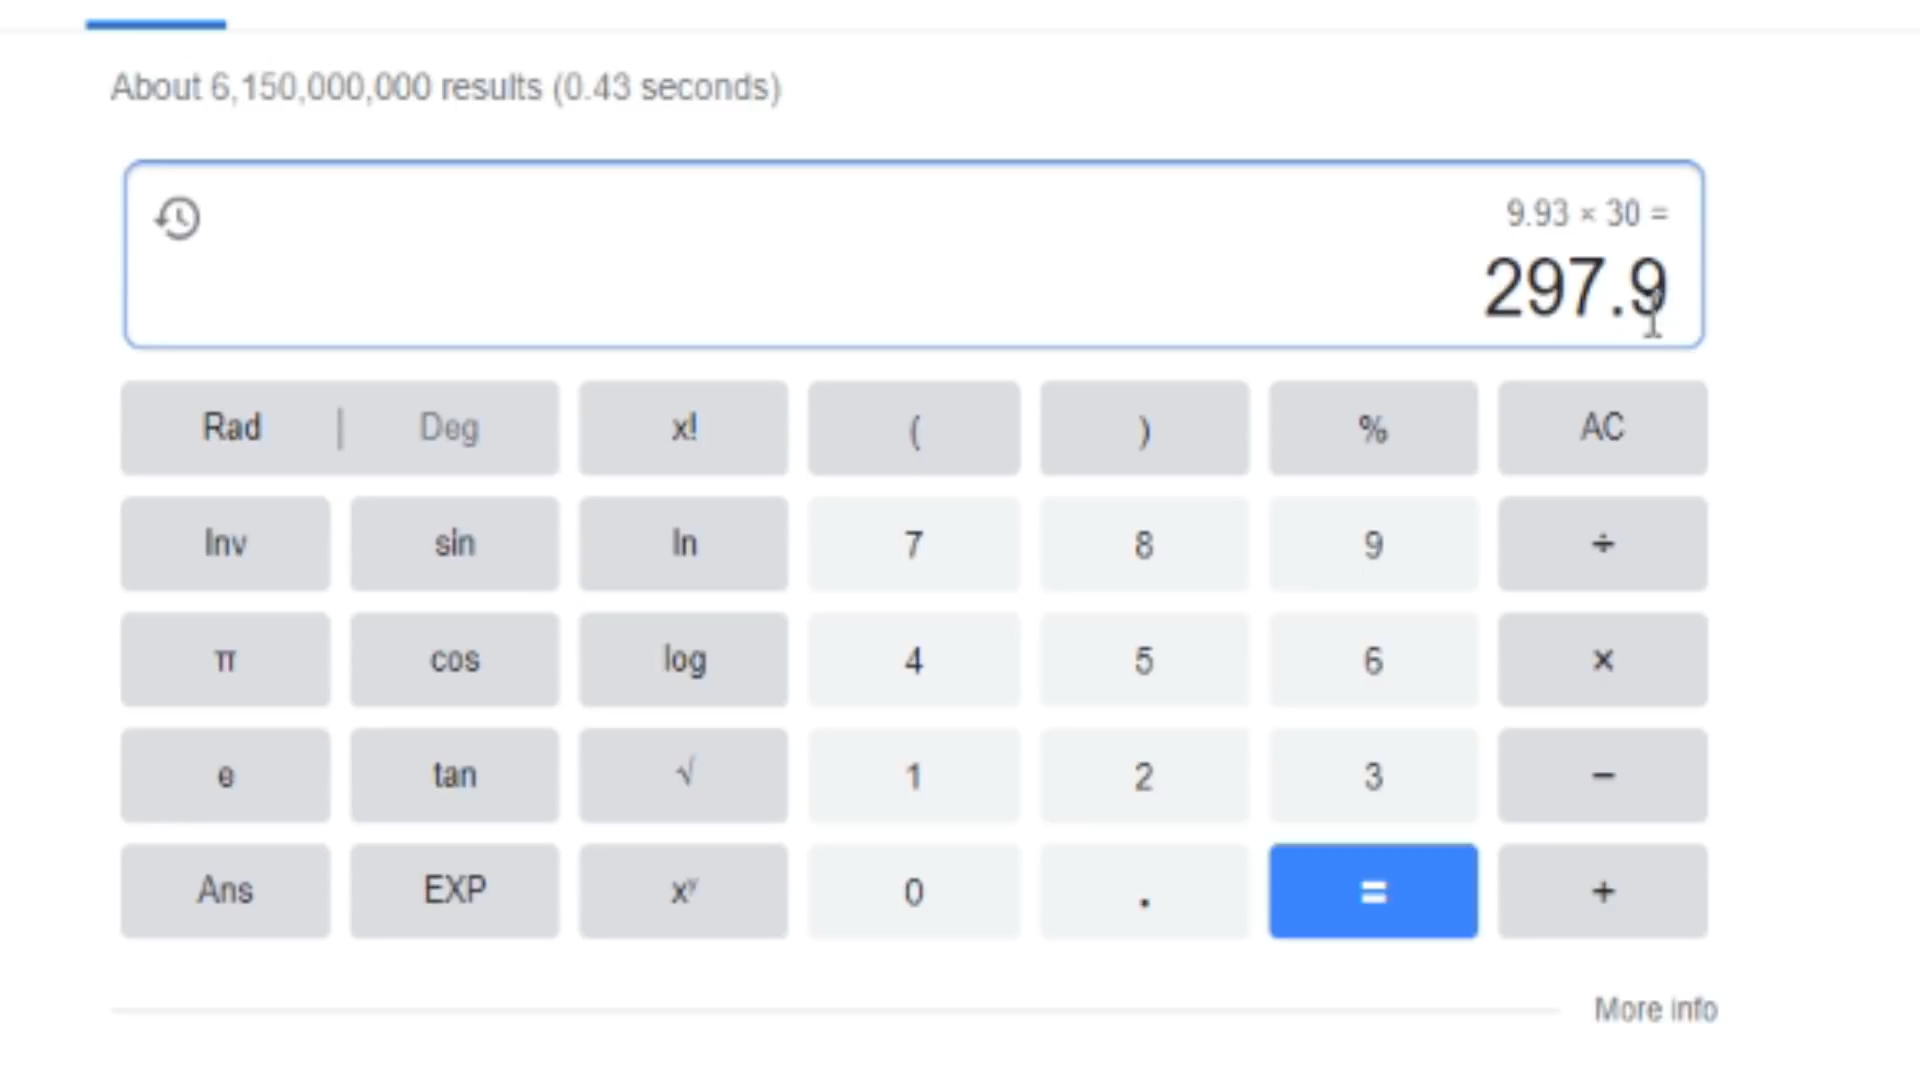 About 6,150,000,000 results (0.43 seconds)
9.93 × 30 =
297.9
Rad | Deg x! ( ) % AC
Inv sin ln 7 8 9 ÷
π cos log 4 5 6 ×
e tan √ 1 2 3 −
Ans EXP xʸ 0 . = +
More info